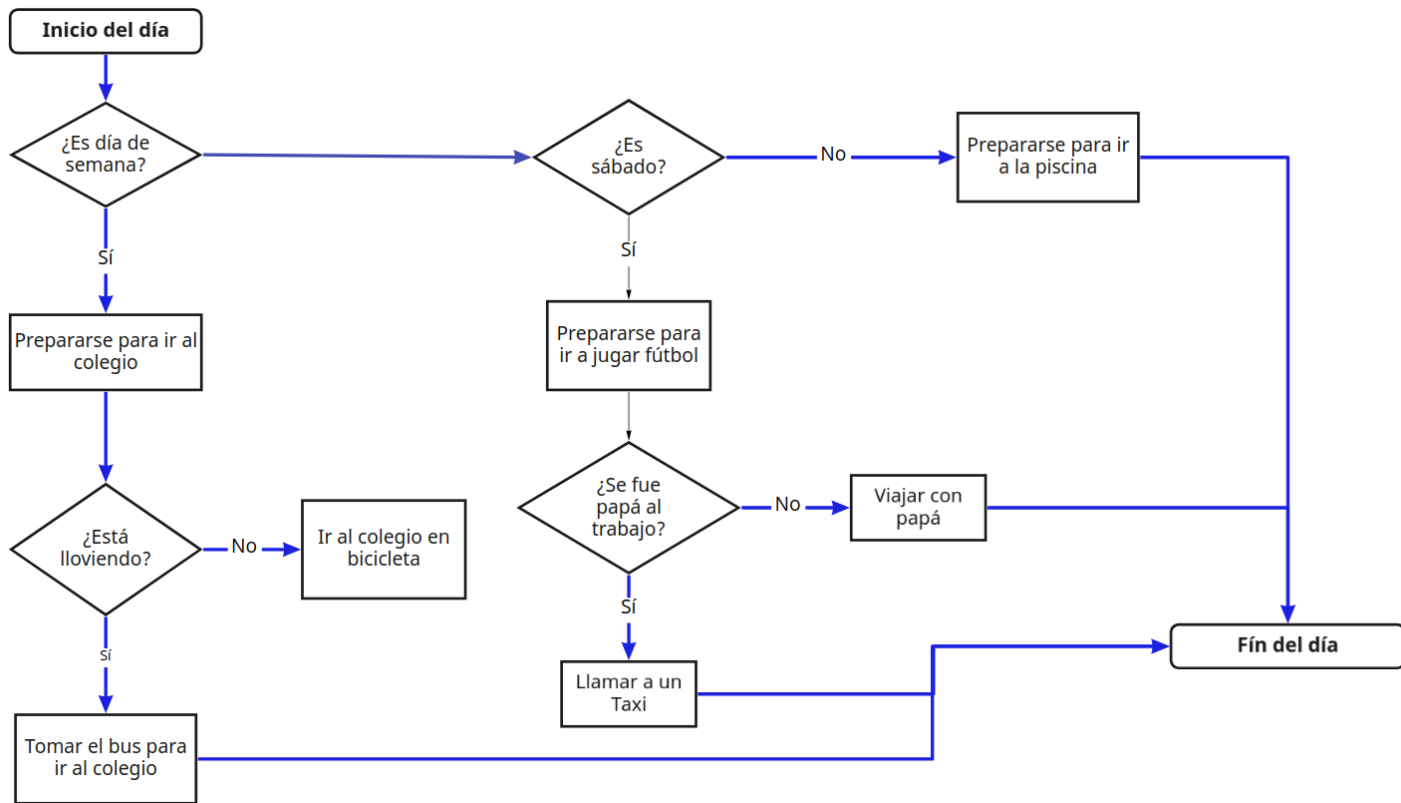 Inicio del día
¿Es día de
semana?
¿Es
sábado?
No
Prepararse para ir
a la piscina
Sí
Sí
Prepararse para ir al
colegio
Prepararse para
ir a jugar fútbol
¿Está
lloviendo?
No
Ir al colegio en
bicicleta
¿Se fue
papá al
trabajo?
No
Viajar con
papá
Sí
Sí
Llamar a un
Taxi
Fín del día
Tomar el bus para
ir al colegio